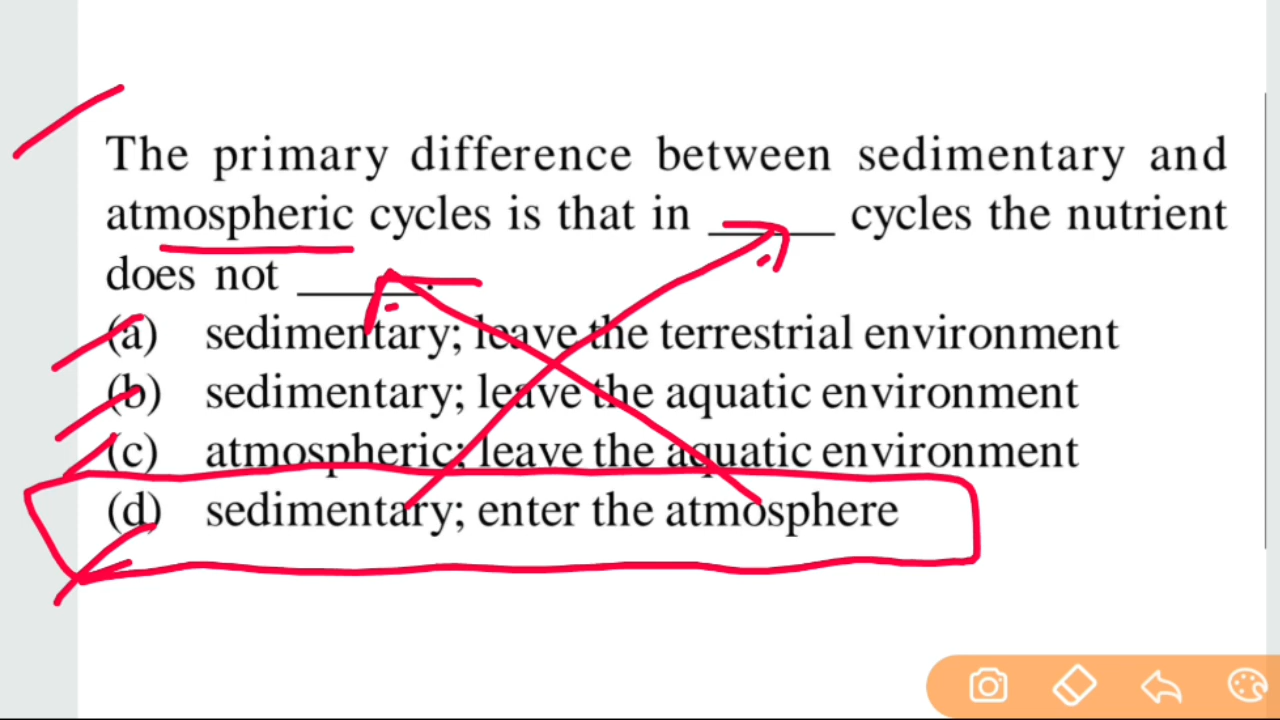 The primary difference between sedimentary and
atmospheric cycles is that in ______ cycles the nutrient
does not ______.
(a) sedimentary; leave the terrestrial environment
(b) sedimentary; leave the aquatic environment
(c) atmospheric; leave the aquatic environment
(d) sedimentary; enter the atmosphere